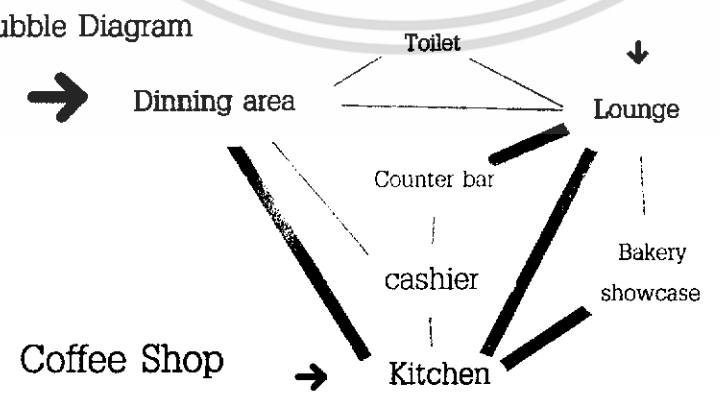 ubble Diagram
Toilet
Dinning area
Lounge
Counter bar
Bakery
showcase
cashier
Coffee Shop
Kitchen